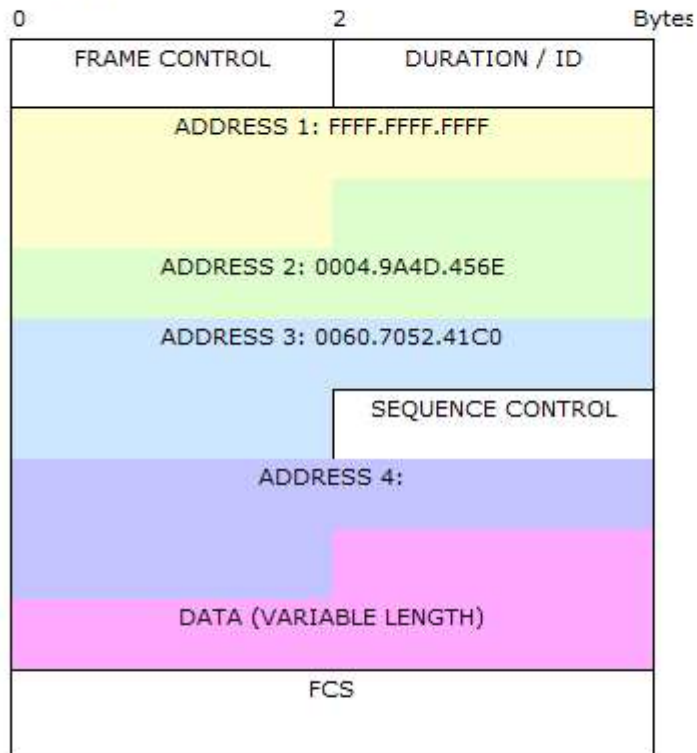 0 2 Bytes
FRAME CONTROL DURATION / ID
ADDRESS 1: FFFF.FFFF.FFFF
ADDRESS 2: 0004.9A4D.456E
ADDRESS 3: 0060.7052.41C0
SEQUENCE CONTROL
ADDRESS 4:
DATA (VARIABLE LENGTH)
FCS